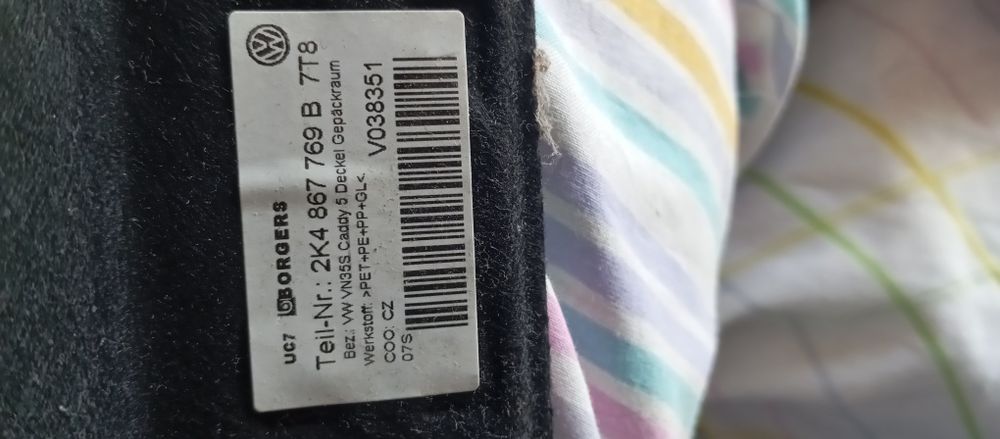 UC7 BORGERS
Teil-Nr.: 2K4 867 769 B 7T8
Bez.: VW VN35S Caddy 5 Deckel Gepäckraum
Werkstoff: >PET+PE+PP+GL<
COO: CZ V038351
07S